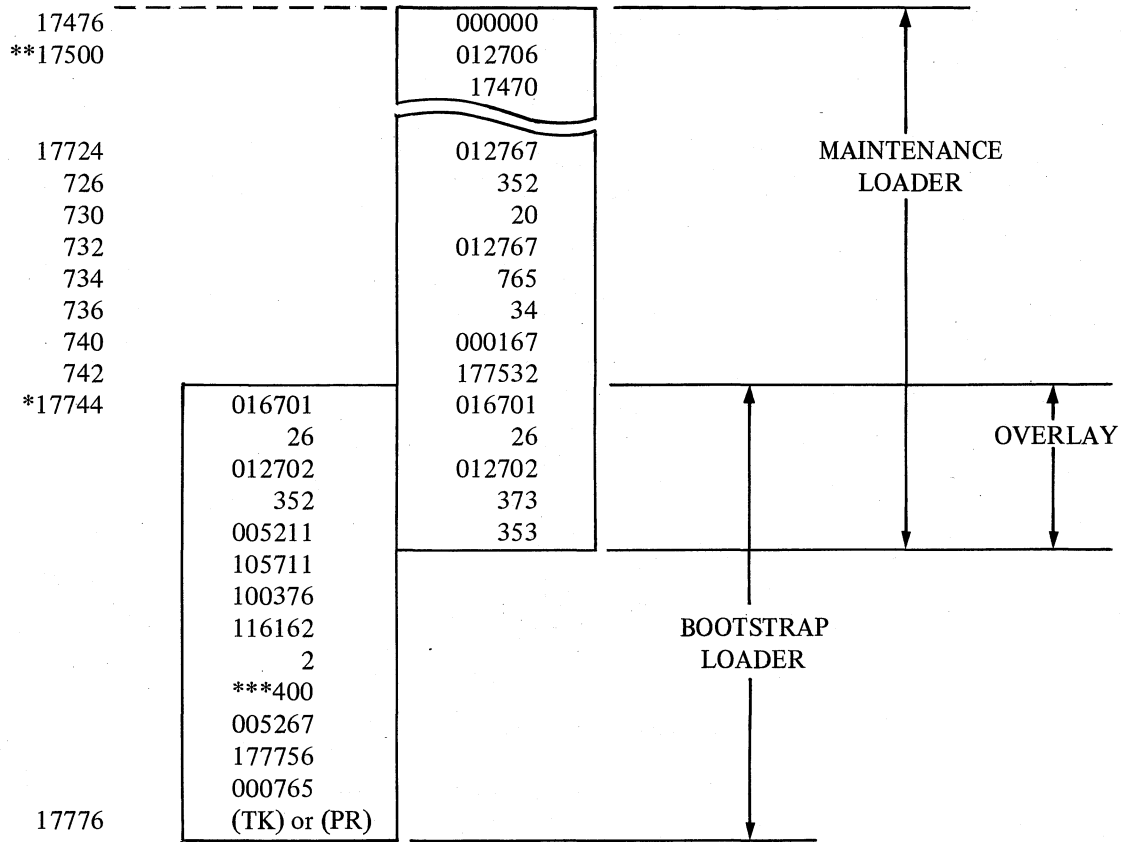 17476 000000
**17500 012706
17470
17724 012767 MAINTENANCE
726 352 LOADER
730 20
732 012767
734 765
736 34
740 000167
742 177532
*17744 016701 016701
26 26 OVERLAY
012702 012702
352 373
005211 353
105711
100376
116162 BOOTSTRAP
2 LOADER
***400
005267
177756
000765
17776 (TK) or (PR)